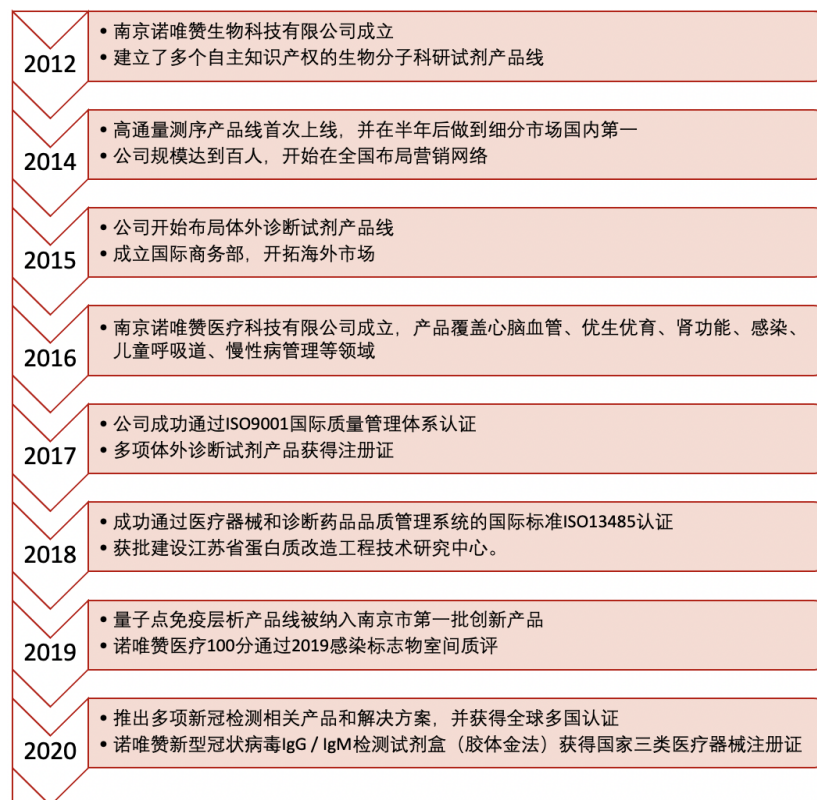 2012
• 南京诺唯赞生物科技有限公司成立
• 建立了多个自主知识产权的生物分子科研试剂产品线
2014
• 高通量测序产品线首次上线，并在半年后做到细分市场国内第一
• 公司规模达到百人，开始在全国布局营销网络
2015
• 公司开始布局体外诊断试剂产品线
• 成立国际商务部，开拓海外市场
2016
• 南京诺唯赞医疗科技有限公司成立，产品覆盖心脑血管、优生优育、肾功能、感染、
儿童呼吸道、慢性病管理等领域
2017
• 公司成功通过ISO9001国际质量管理体系认证
• 多项体外诊断试剂产品获得注册证
2018
• 成功通过医疗器械和诊断药品品质管理系统的国际标准ISO13485认证
• 获批建设江苏省蛋白质改造工程技术研究中心。
2019
• 量子点免疫层析产品线被纳入南京市第一批创新产品
• 诺唯赞医疗100分通过2019感染标志物室间质评
2020
• 推出多项新冠检测相关产品和解决方案，并获得全球多国认证
• 诺唯赞新型冠状病毒IgG / IgM检测试剂盒（胶体金法）获得国家三类医疗器械注册证